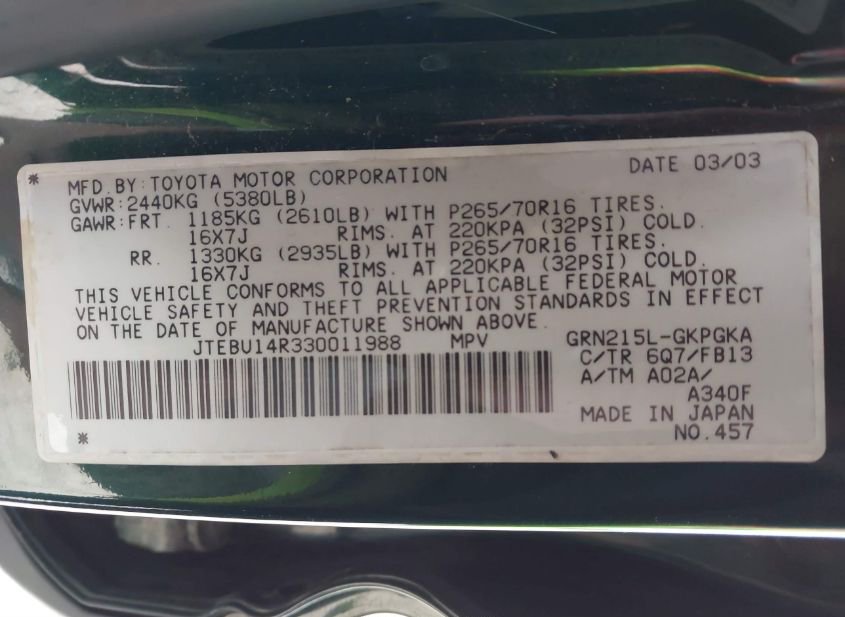 * MFD.BY:TOYOTA MOTOR CORPORATION DATE 03/03
GVWR:2440KG (5380LB)
GAWR:FRT. 1185KG (2610LB) WITH P265/70R16 TIRES.
16X7J RIMS. AT 220KPA (32PSI) COLD.
RR. 1330KG (2935LB) WITH P265/70R16 TIRES.
16X7J RIMS. AT 220KPA (32PSI) COLD.
THIS VEHICLE CONFORMS TO ALL APPLICABLE FEDERAL MOTOR
VEHICLE SAFETY AND THEFT PREVENTION STANDARDS IN EFFECT
ON THE DATE OF MANUFACTURE SHOWN ABOVE.
JTEBU14R330011988 MPV GRN215L-GKPGKA
C/TR 6Q7/FB13
A/TM A02A/
A340F
MADE IN JAPAN
* NO.457